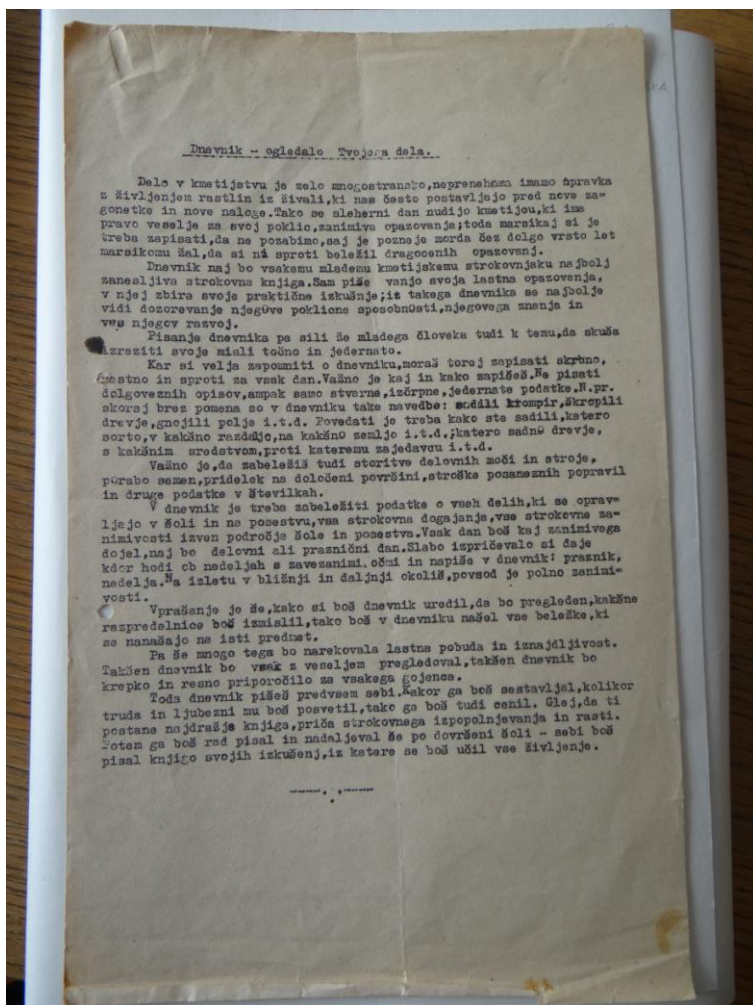 Dnevnik - ogledalo Tvojega dela.
Delo v kmetijstvu je zelo mnogostransko,neprenehoma imamo opravka
z življenjem rastlin iz živali,ki nas često postavljajo pred nove za=
gonetke in nove naloge.Tako se sleherni dan nudijo kmetijcu,ki ima
pravo veselje za svoj poklic,zanimiva opazovanja;toda marsikaj si je
treba zapisati,da ne pozabimo,saj je pozneje morda čez dolgo vrsto let
marsikomu žal,da si ni sproti beležil dragocenih opazovanj.
Dnevnik naj bo vsakemu mlademu kmetijskemu strokovnjaku najbolj
zanesljiva strokovna knjiga.Sam piše vanjo svoja lastna opazovanja,
v njej zbira svoje praktične izkušnje;iz takega dnevnika se najbolje
vidi dozorevanje njegove poklicne sposobnosti,njegovega znanja in
ves njegov razvoj.
Pisanje dnevnika pa sili že mladega človeka tudi k temu,da skuša
izraziti svoje misli točno in jedernato.
Kar si velja zapomniti o dnevniku,moraš torej zapisati skrbno,
vestno in sproti za vsak dan.Važno je kaj in kako zapišeš.Ne pisati
dolgoveznih opisov,ampak samo stvarne,izčrpne,jedernate podatke.N.pr.
skoraj brez pomena so v dnevniku take navedbe: sadili krompir,škropili
drevje,gnojili polje i.t.d. Povedati je treba kako ste sadili,katero
sorto,v kakšno razdaljo,na kakšno zemljo i.t.d.;katero sadno drevje,
s kakšnim sredstvom,proti kateremu zajedavcu i.t.d.
Važno je,da zabeležiš tudi storitve delovnih moči in stroje,
porabo semen,pridelek na določeni površini,stroške posameznih popravil
in druge podatke v številkah.
V dnevnik je treba zabeležiti podatke o vseh delih,ki se oprav=
ljajo v šoli in na posestvu,vsa strokovna dogajanja,vse strokovne za=
nimivosti izven področja šole in posestva.Vsak dan boš kaj zanimivega
dojel,naj bo delovni ali praznični dan.Slabo izpričevalo si daje
kdor hodi ob nedeljah s zavezanimi očmi in napiše v dnevnik: praznik,
nedelja.Na izletu v bližnji in daljnji okoliš,povsod je polno zanimi=
vosti.
Vprašanje je še,kako si boš dnevnik uredil,da bo pregleden,kakšne
razpredelnice boš izmislil,tako boš v dnevniku našel vse beležke,ki
se nanašajo na isti predmet.
Pa še mnogo tega bo narekovala lastna pobuda in iznajdljivost.
Takšen dnevnik bo vsak z veseljem pregledoval,takšen dnevnik bo
krepko in resno priporočilo za vsakega gojenca.
Toda dnevnik pišeš predvsem sebi.Kakor ga boš sestavljal,kolikor
truda in ljubezni mu boš posvetil,tako ga boš tudi cenil. Glej,da ti
postane najdražja knjiga,priča strokovnega izpopolnjevanja in rasti.
Potem ga boš rad pisal in nadaljeval še po dovršeni šoli - sebi boš
pisal knjigo svojih izkušenj,iz katere se boš učil vse življenje.